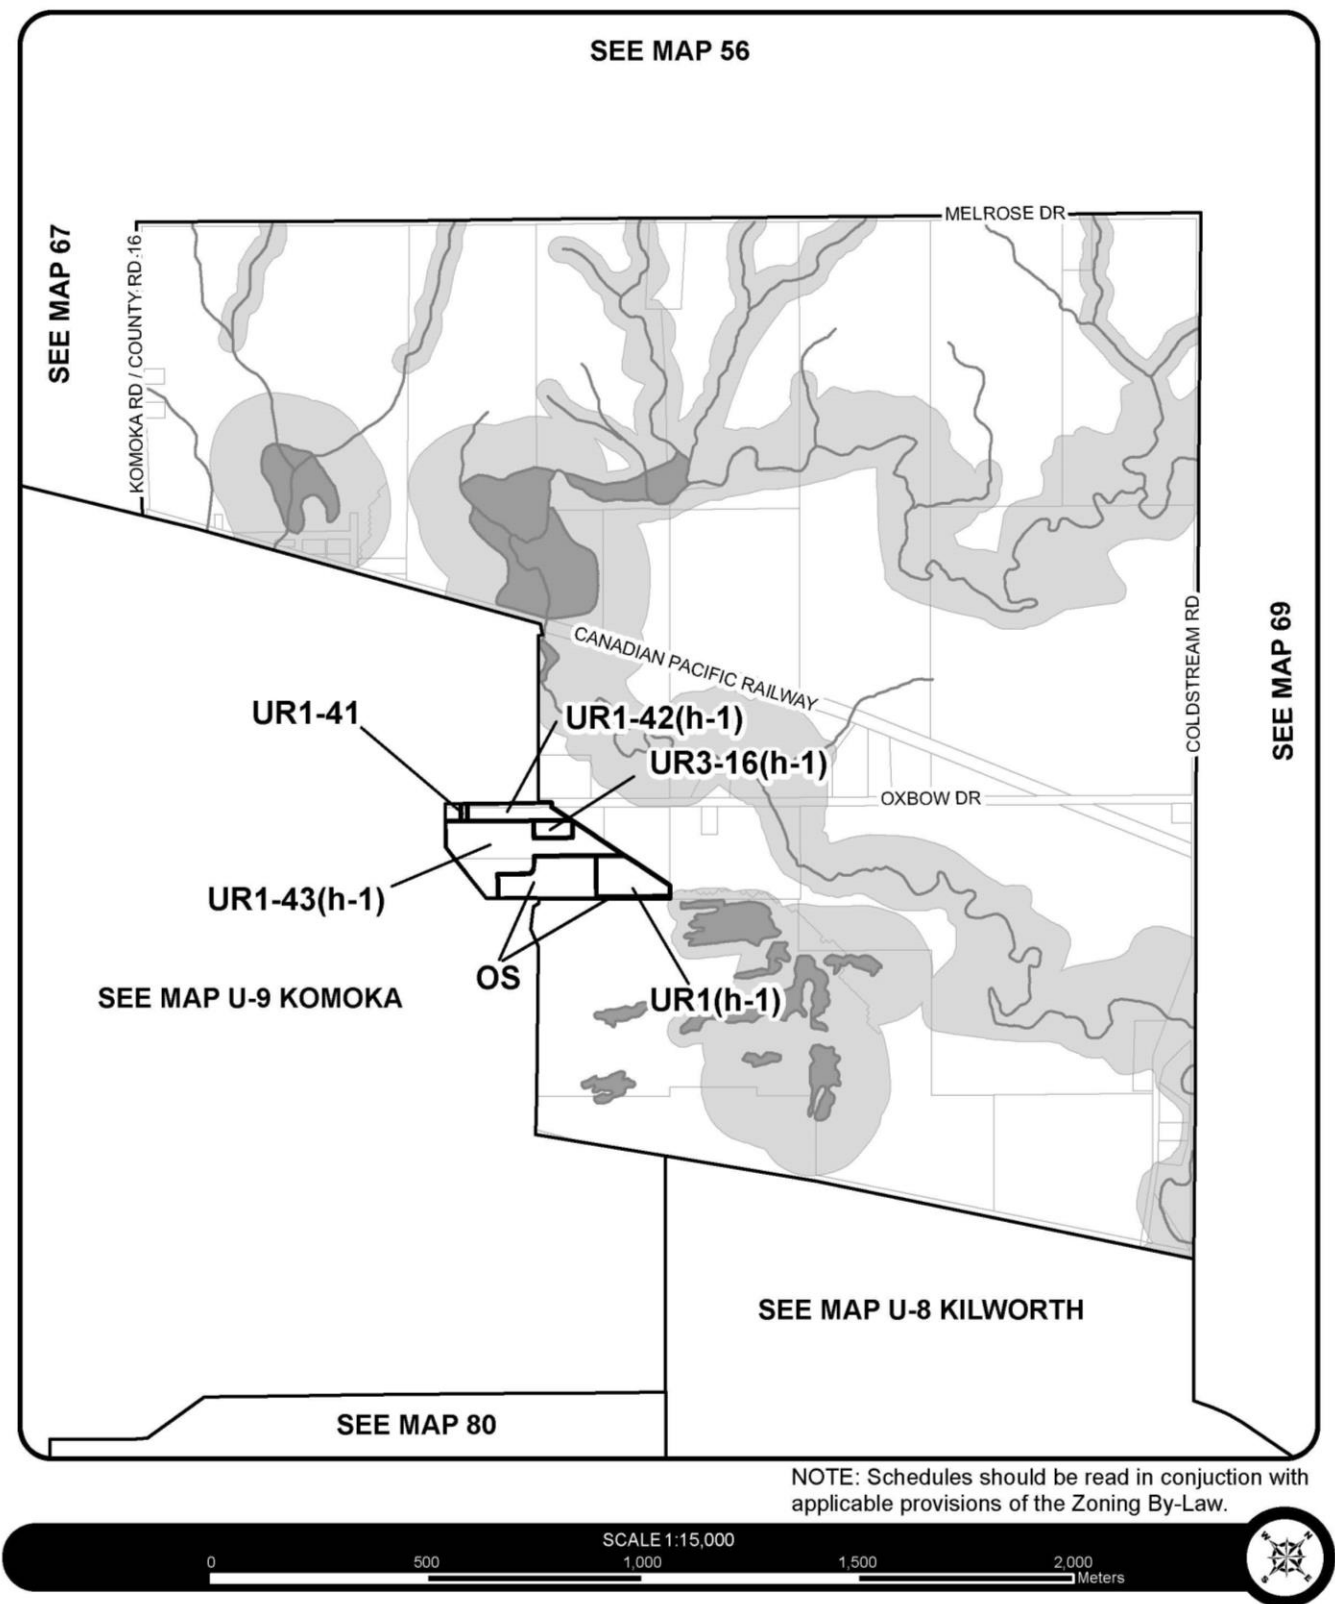 SEE MAP 56
MELROSE DR
SEE MAP 67
KOMOKA RD / COUNTY RD 16
CANADIAN PACIFIC RAILWAY
COLDSTREAM RD
SEE MAP 69
UR1-41
UR1-42(h-1)
UR3-16(h-1)
OXBOW DR
UR1-43(h-1)
OS
SEE MAP U-9 KOMOKA
UR1(h-1)
SEE MAP U-8 KILWORTH
SEE MAP 80
NOTE: Schedules should be read in conjuction with
applicable provisions of the Zoning By-Law.
SCALE 1:15,000
0 500 1,000 1,500 2,000
Meters
W N
S E